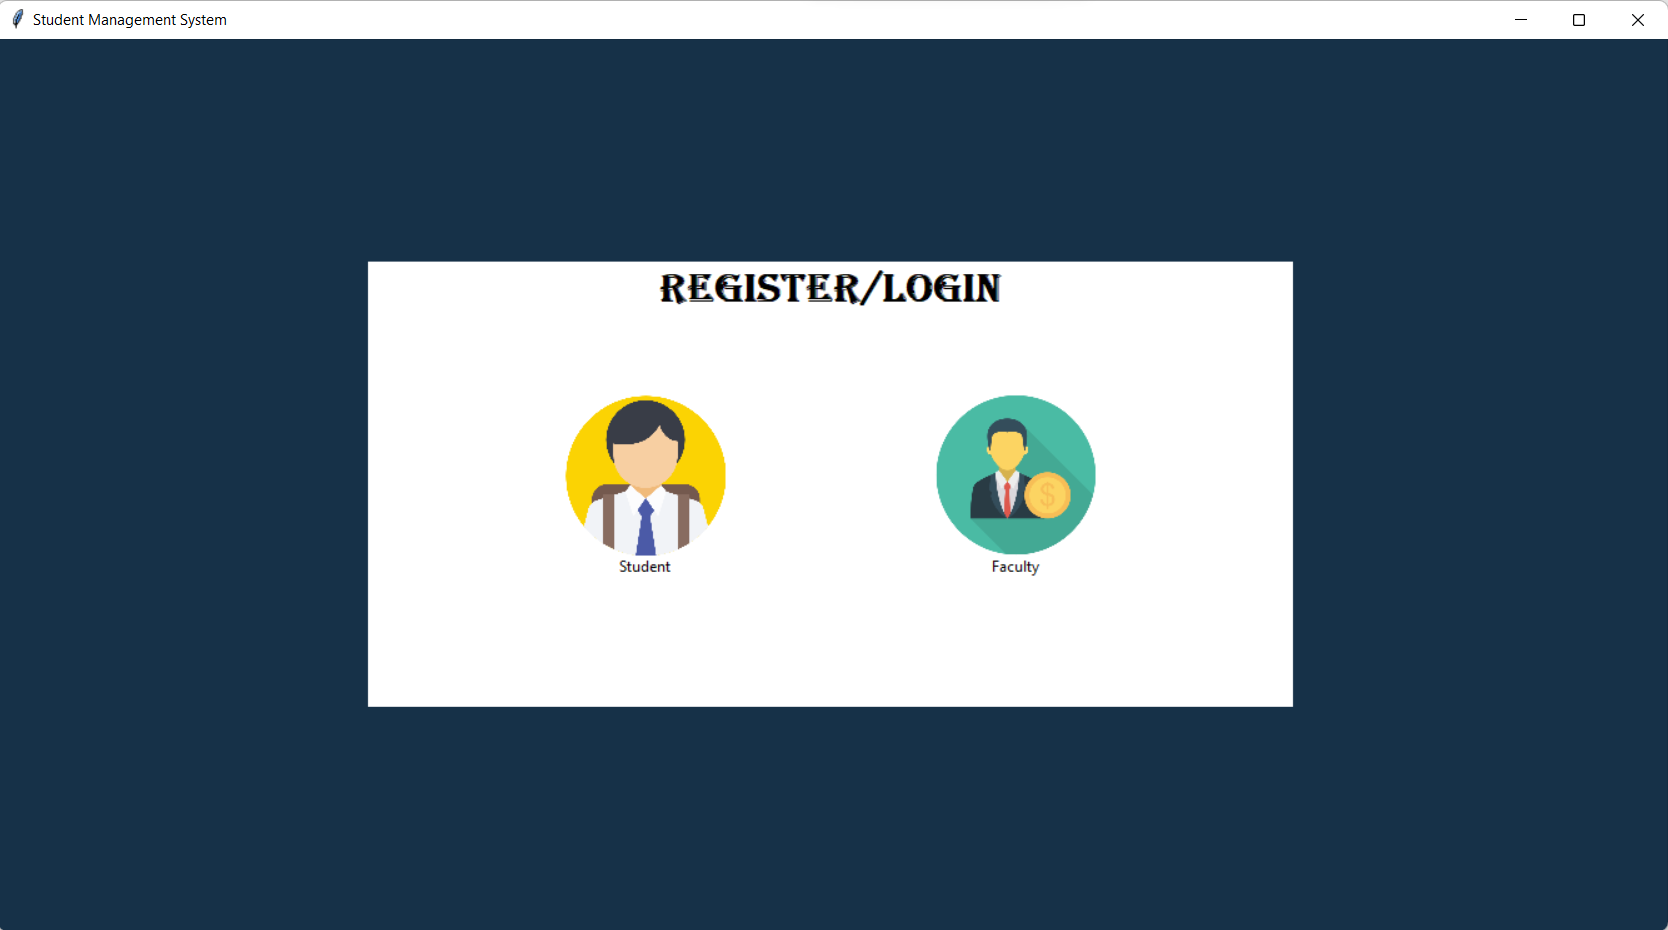 Student Management System
REGISTER/LOGIN
$
Student
Faculty